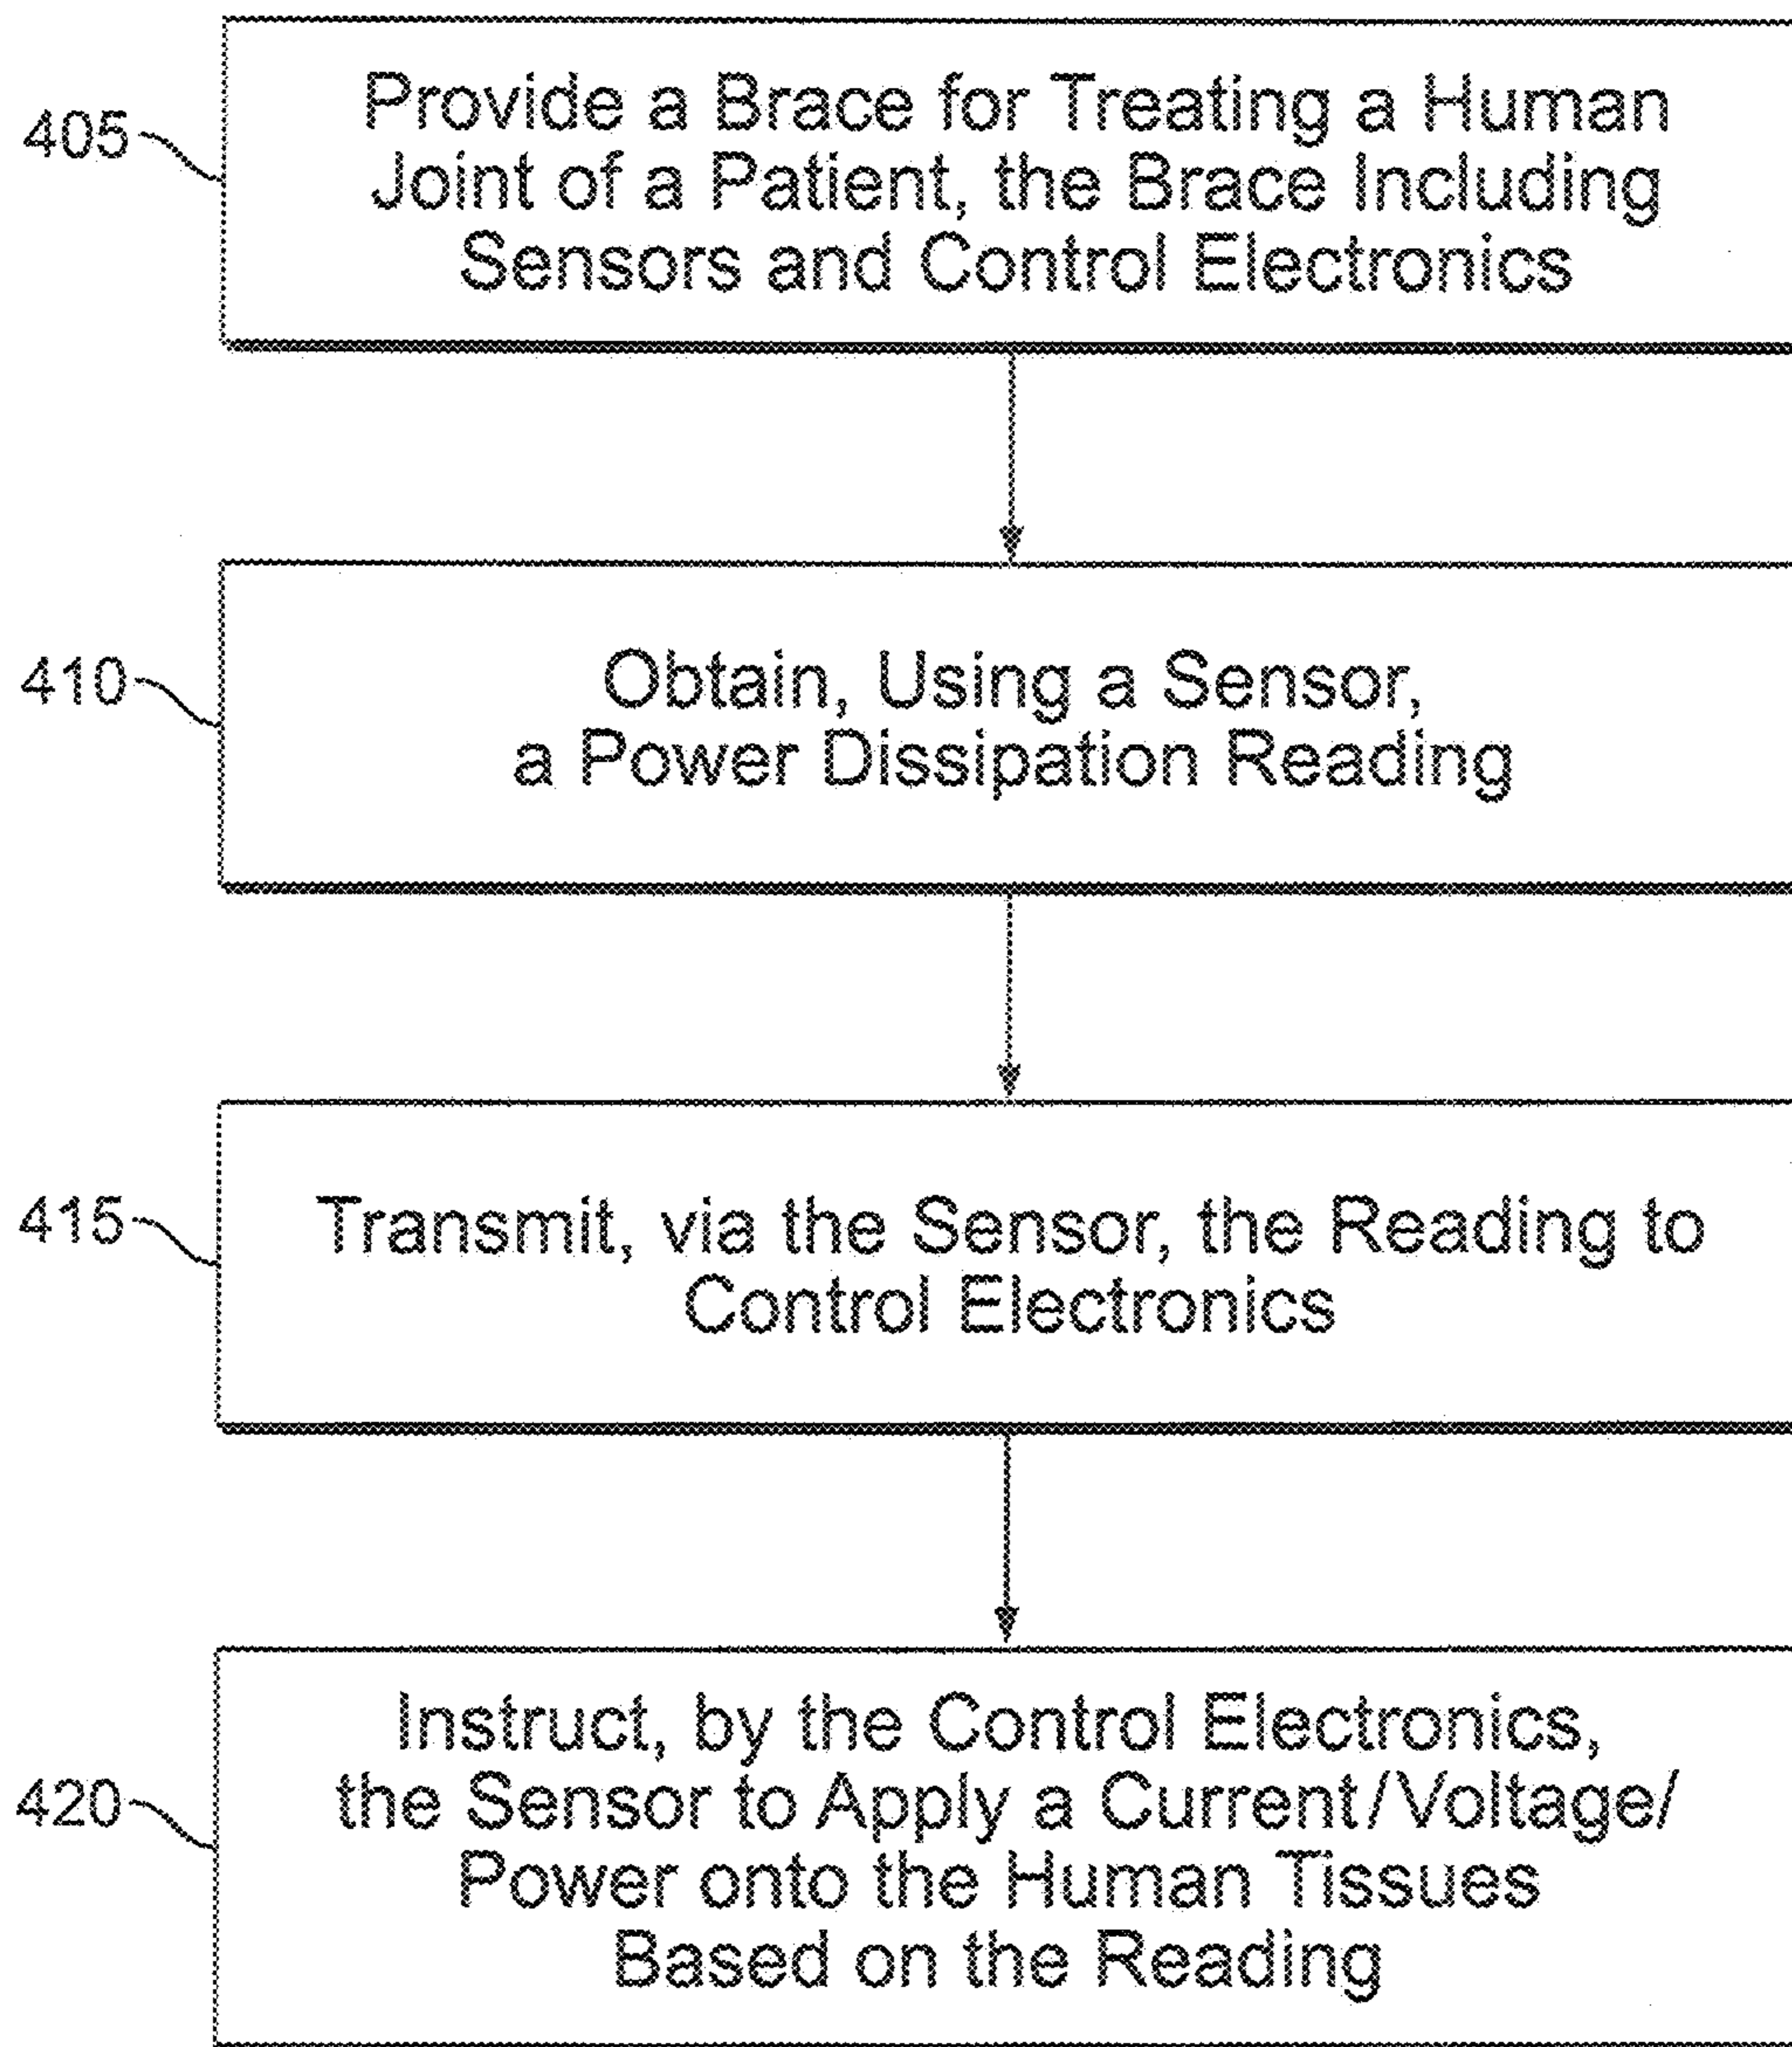 405
Provide a Brace for Treating a Human
Joint of a Patient, the Brace Including
Sensors and Control Electronics
410
Obtain, Using a Sensor,
a Power Dissipation Reading
415
Transmit, via the Sensor, the Reading to
Control Electronics
420
Instruct, by the Control Electronics,
the Sensor to Apply a Current/Voltage/
Power onto the Human Tissues
Based on the Reading